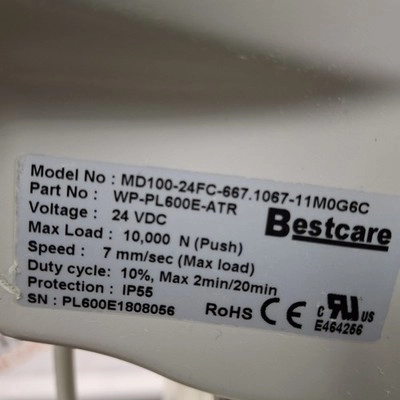 Model No : MD100-24FC-667.1067-11M0G6C
Part No : WP-PL600E-ATR
Voltage : 24 VDC
Bestcare
Max Load : 10,000 N (Push)
Speed : 7 mm/sec (Max load)
Duty cycle: 10%, Max 2min/20min
Protection : IP55
SN : PL600E1808056
RoHS CE c RU US
E464256